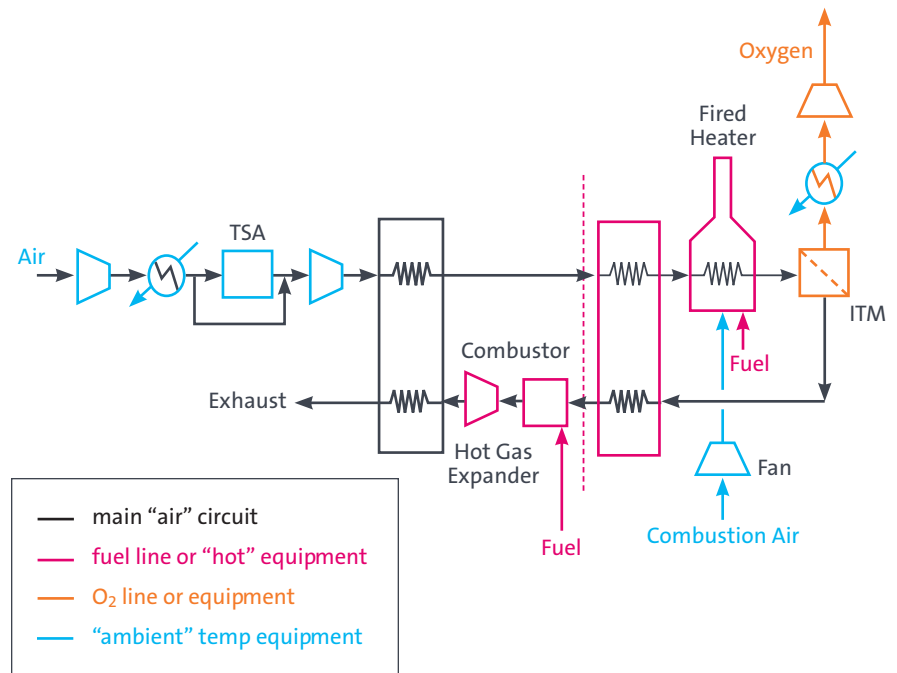 Oxygen
Fired
Heater
TSA
Air
ITM
Fuel
Combustor
Exhaust
Hot Gas
Expander
Fan
Fuel
Combustion Air
main “air” circuit
fuel line or “hot” equipment
O₂ line or equipment
“ambient” temp equipment